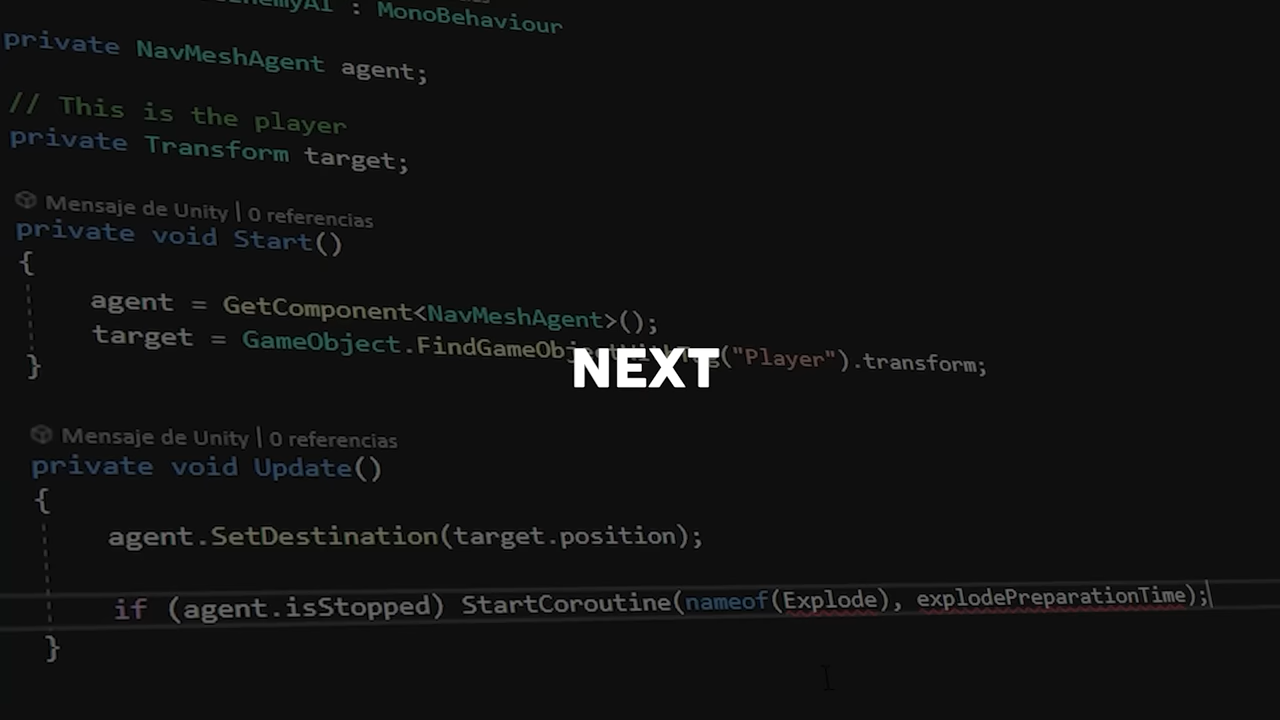 : MonoBehaviour
private NavMeshAgent agent;
// This is the player
private Transform target;
Mensaje de Unity | 0 referencias
private void Start()
{
agent = GetComponent<NavMeshAgent>();
target = GameObject.FindGameObjectWithTag("Player").transform;
}
NEXT
Mensaje de Unity | 0 referencias
private void Update()
{
agent.SetDestination(target.position);
if (agent.isStopped) StartCoroutine(nameof(Explode), explodePreparationTime);
}